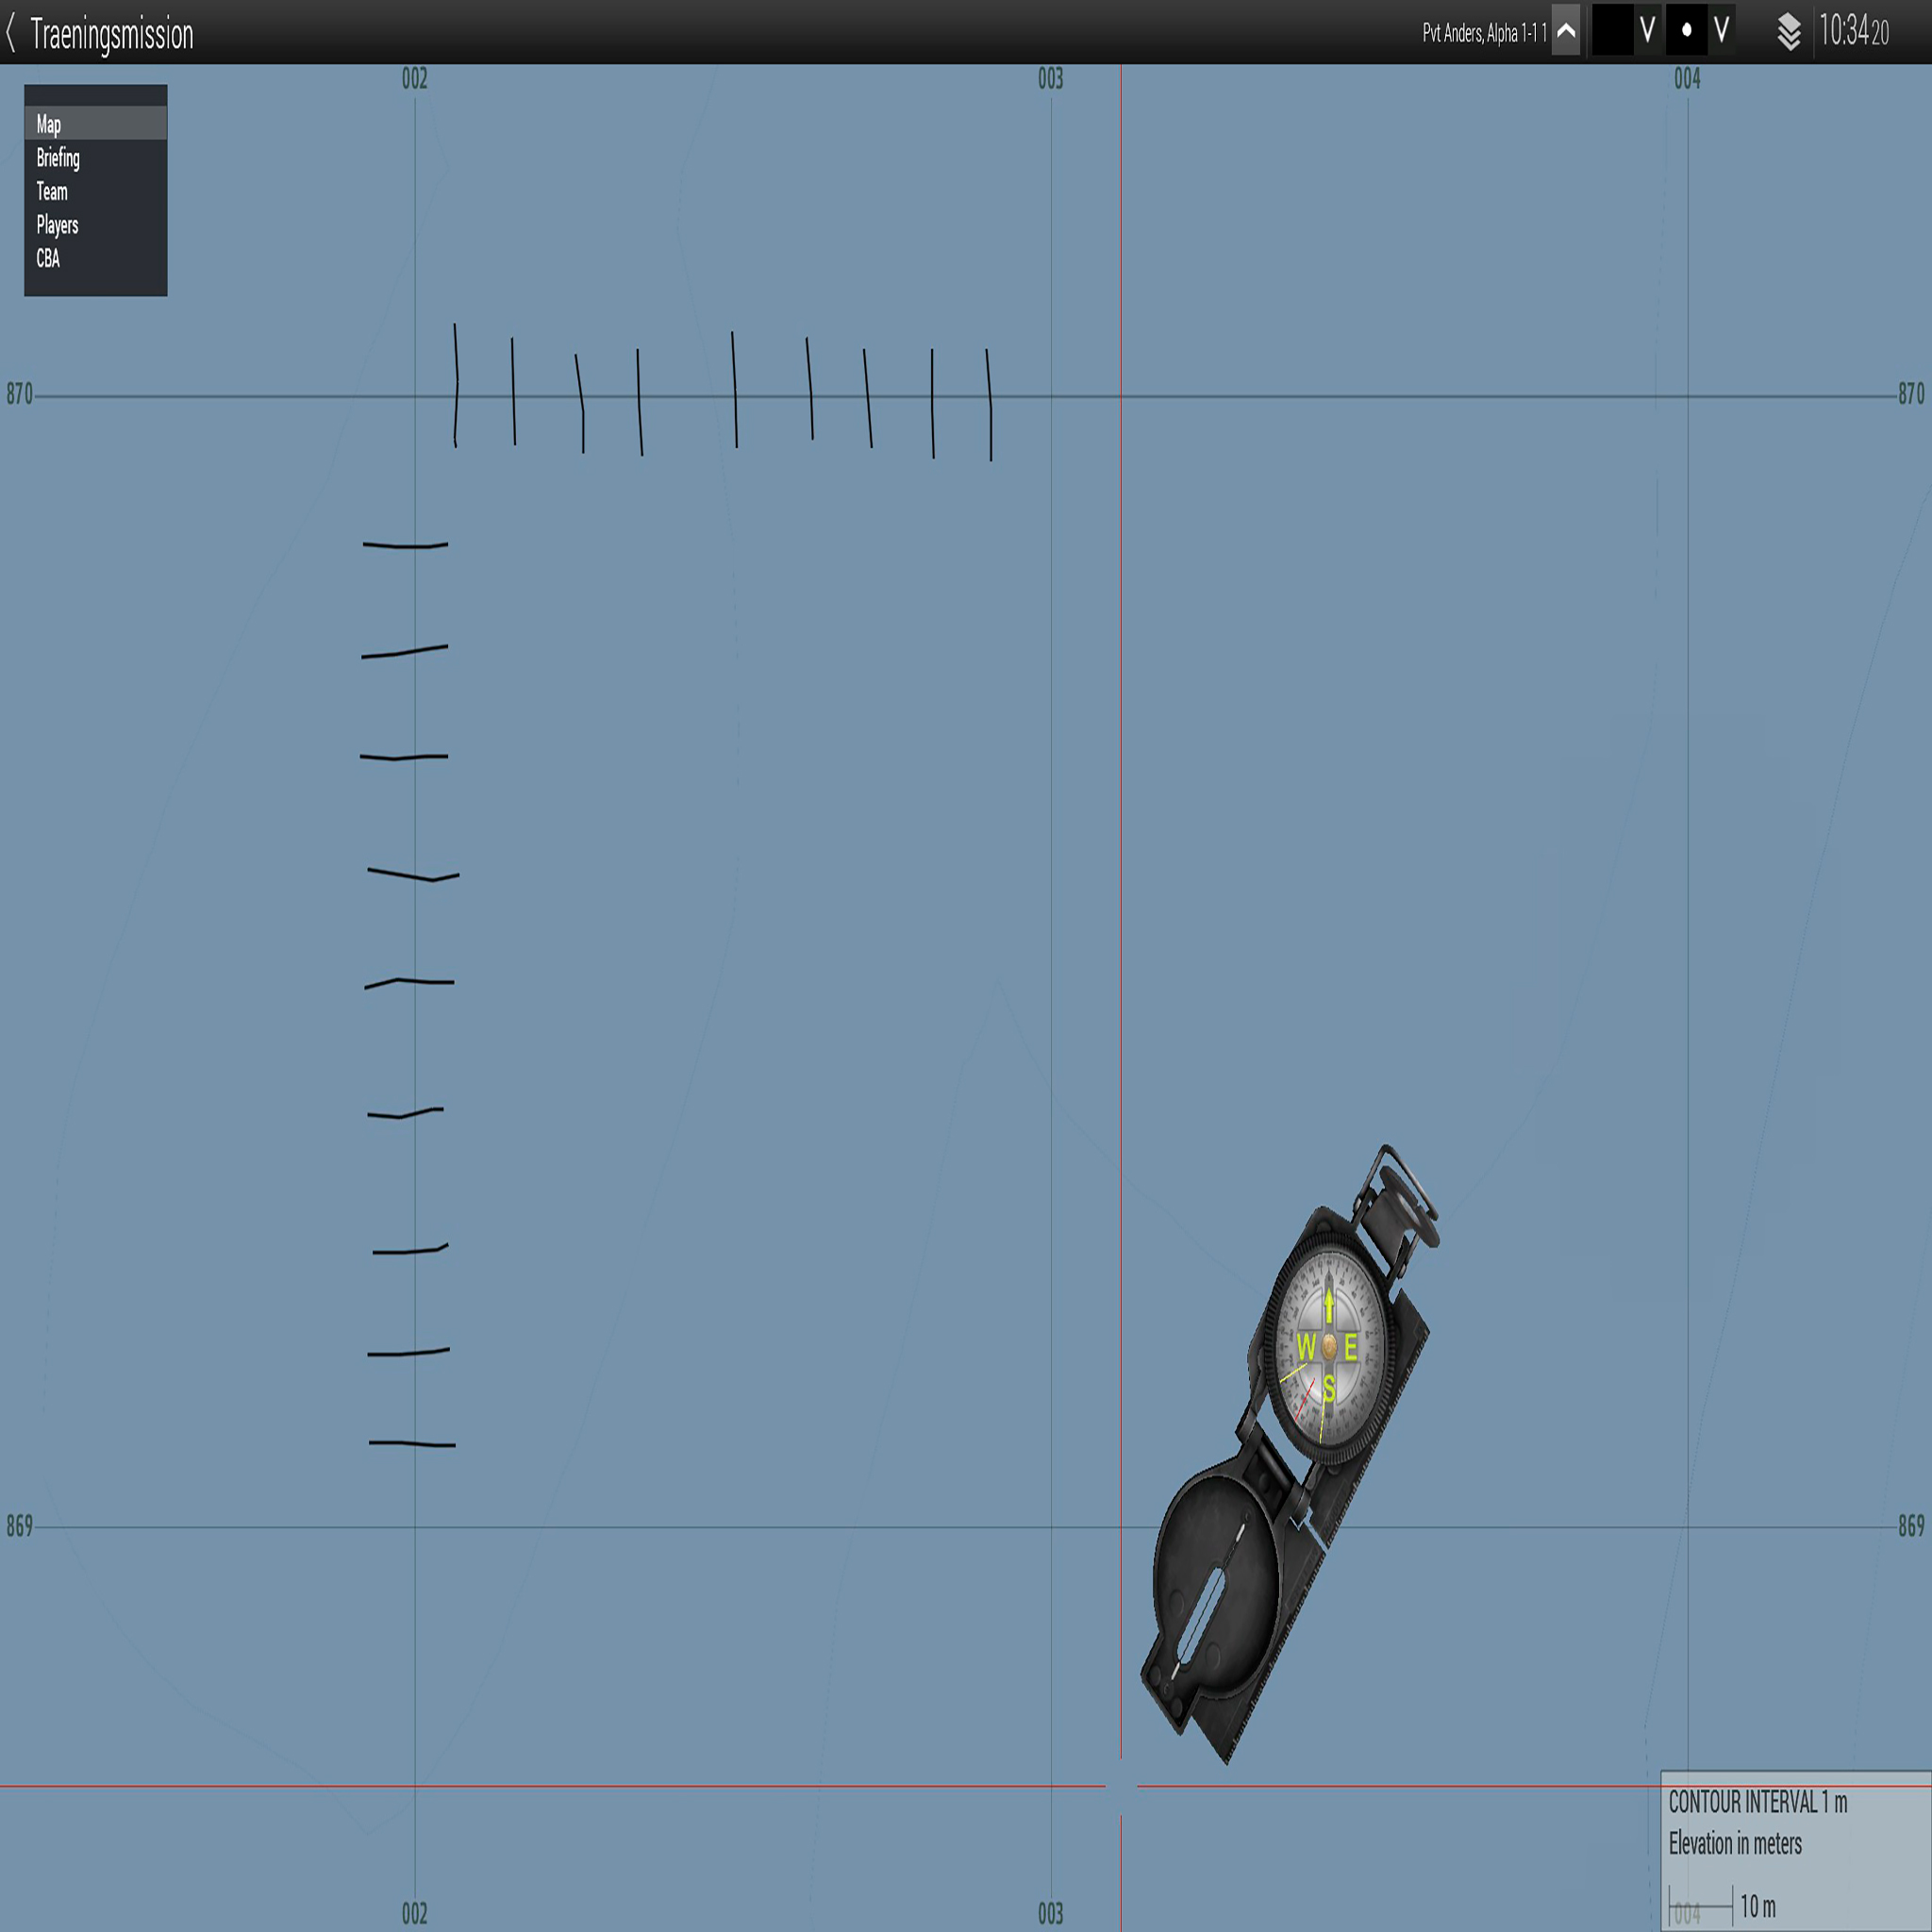 Traeningsmission
Pvt Anders, Alpha 1-1 1
10:34 20
002 003 004
Map
Briefing
Team
Players
CBA
870 870
W E
S
869 869
CONTOUR INTERVAL 1 m
Elevation in meters
10 m
002 003 004